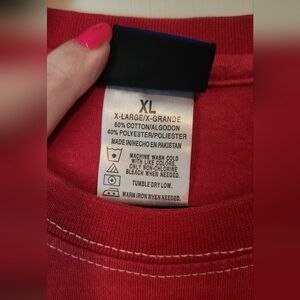 XL
X-LARGE/X-GRANDE
60% COTTON/ALGODON
40% POLYESTER/POLIESTER
MADE IN/HECHO EN PAKISTAN
MACHINE WASH COLD
WITH LIKE COLORS.
ONLY NON-CHLORINE
BLEACH WHEN NEEDED.
TUMBLE DRY LOW.
WARM IRON WHEN NEEDED.